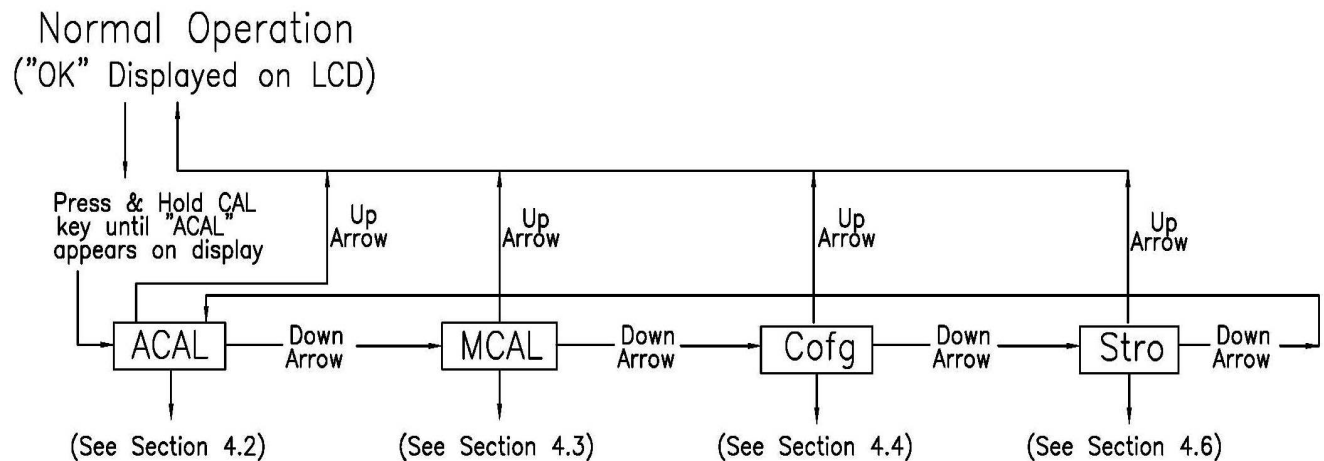 Normal Operation
("OK" Displayed on LCD)
Press & Hold CAL
key until "ACAL"
appears on display
Up
Arrow
Up
Arrow
Up
Arrow
Up
Arrow
ACAL
Down
Arrow
MCAL
Down
Arrow
Cofg
Down
Arrow
Stro
Down
Arrow
(See Section 4.2)
(See Section 4.3)
(See Section 4.4)
(See Section 4.6)